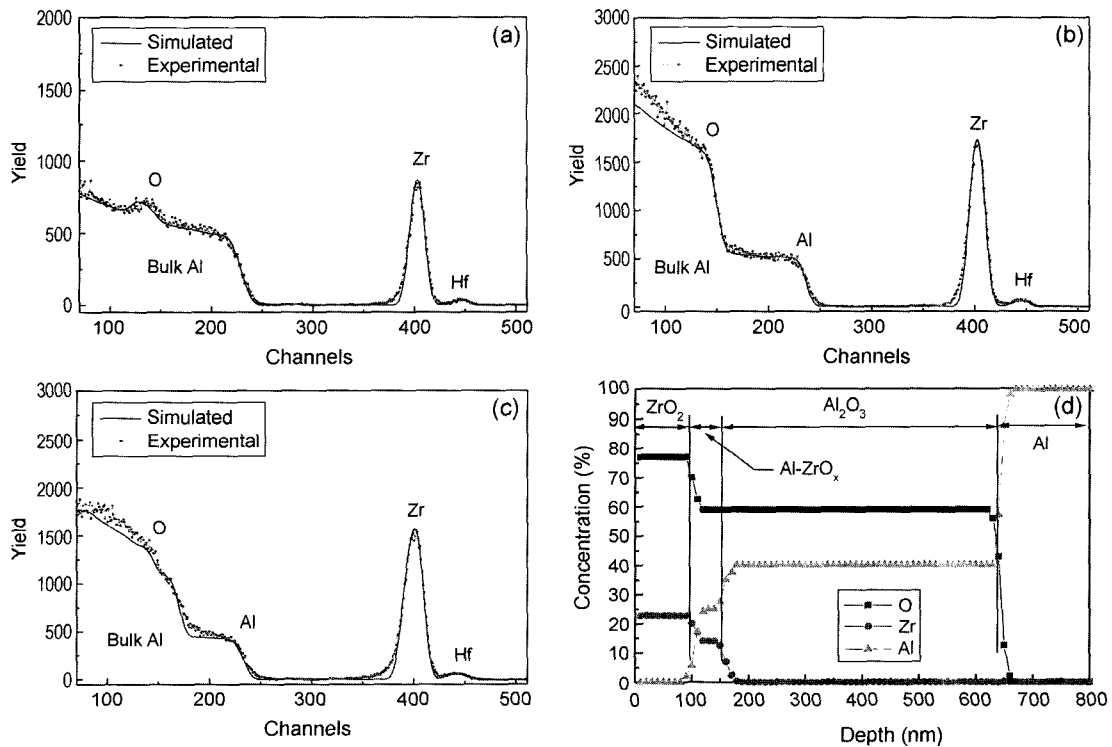 2000
1500
1000
500
0
Yield
Simulated
Experimental
(a)
O
Zr
Bulk Al
Hf
100 200 300 400 500
Channels
3000
2500
2000
1500
1000
500
0
Yield
Simulated
Experimental
(b)
O
Zr
Al
Bulk Al
Hf
100 200 300 400 500
Channels
3000
2500
2000
1500
1000
500
0
Yield
Simulated
Experimental
(c)
O
Zr
Al
Bulk Al
Hf
100 200 300 400 500
Channels
100
90
80
70
60
50
40
30
20
10
0
Concentration (%)
ZrO₂
Al₂O₃
(d)
Al
Al-ZrOₓ
O
Zr
Al
0 100 200 300 400 500 600 700 800
Depth (nm)